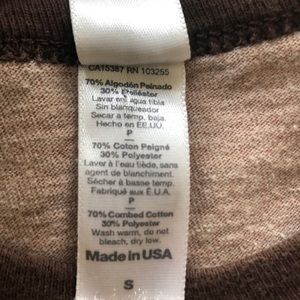 CA15387 RN 103255
70% Algodón Peinado
30% Poliéster
Lavar en agua tibia
Sin blanqueador
Secar a temp. baja
Hecho en EE.UU.
P
70% Coton Peigné
30% Polyester
Laver à l'eau tiède, sans
agent de blanchiment.
Sécher à basse temp.
Fabriqué aux É.U.A.
P
70% Combed Cotton
30% Polyester
Wash warm, do not
bleach, dry low.
Made in USA
S